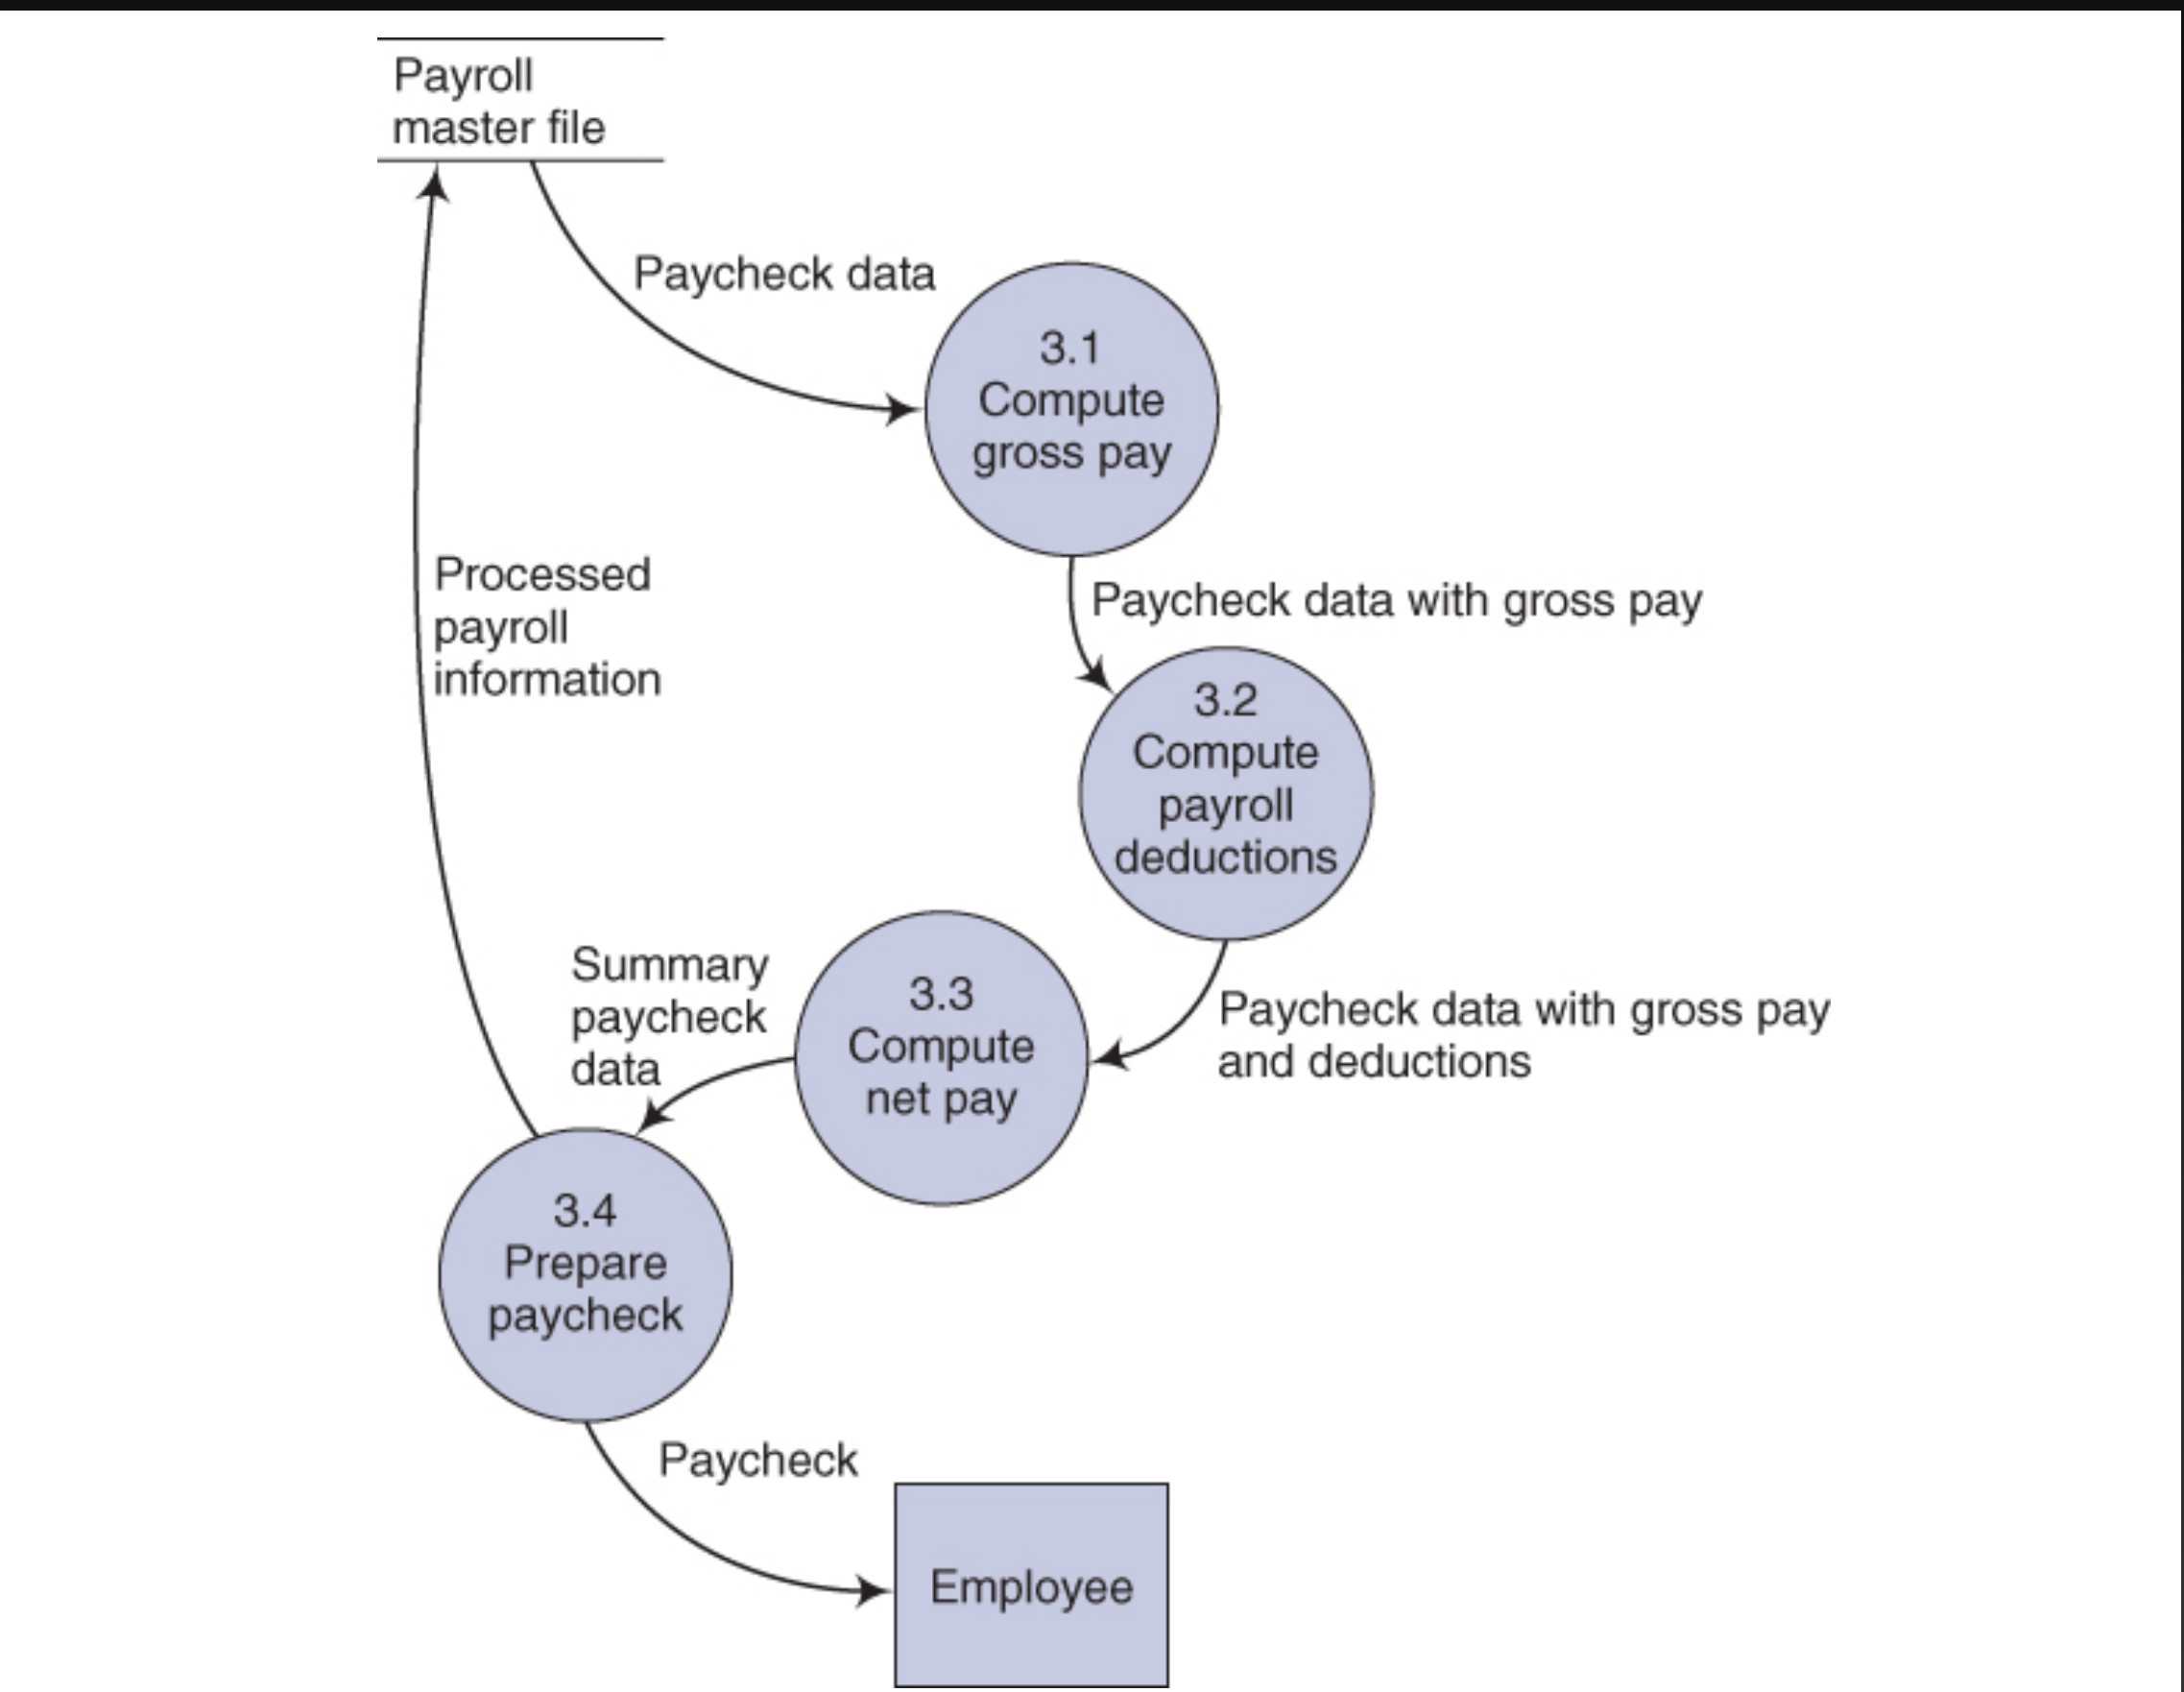 Payroll
master file
Paycheck data
3.1
Compute
gross pay
Processed
payroll
information
Paycheck data with gross pay
3.2
Compute
payroll
deductions
Summary
paycheck
data
3.3
Compute
net pay
Paycheck data with gross pay
and deductions
3.4
Prepare
paycheck
Paycheck
Employee